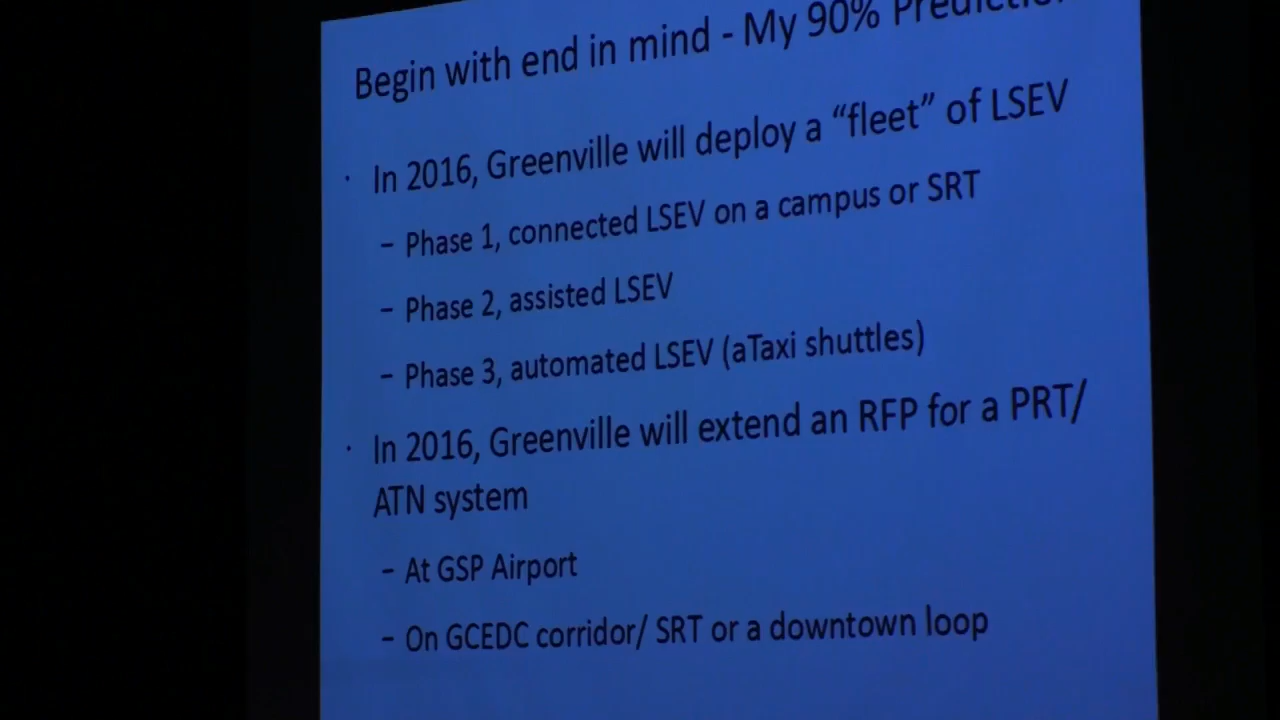 Begin with end in mind - My 90% Prediction
· In 2016, Greenville will deploy a “fleet” of LSEV
– Phase 1, connected LSEV on a campus or SRT
– Phase 2, assisted LSEV
– Phase 3, automated LSEV (aTaxi shuttles)
· In 2016, Greenville will extend an RFP for a PRT/
ATN system
– At GSP Airport
– On GCEDC corridor/ SRT or a downtown loop